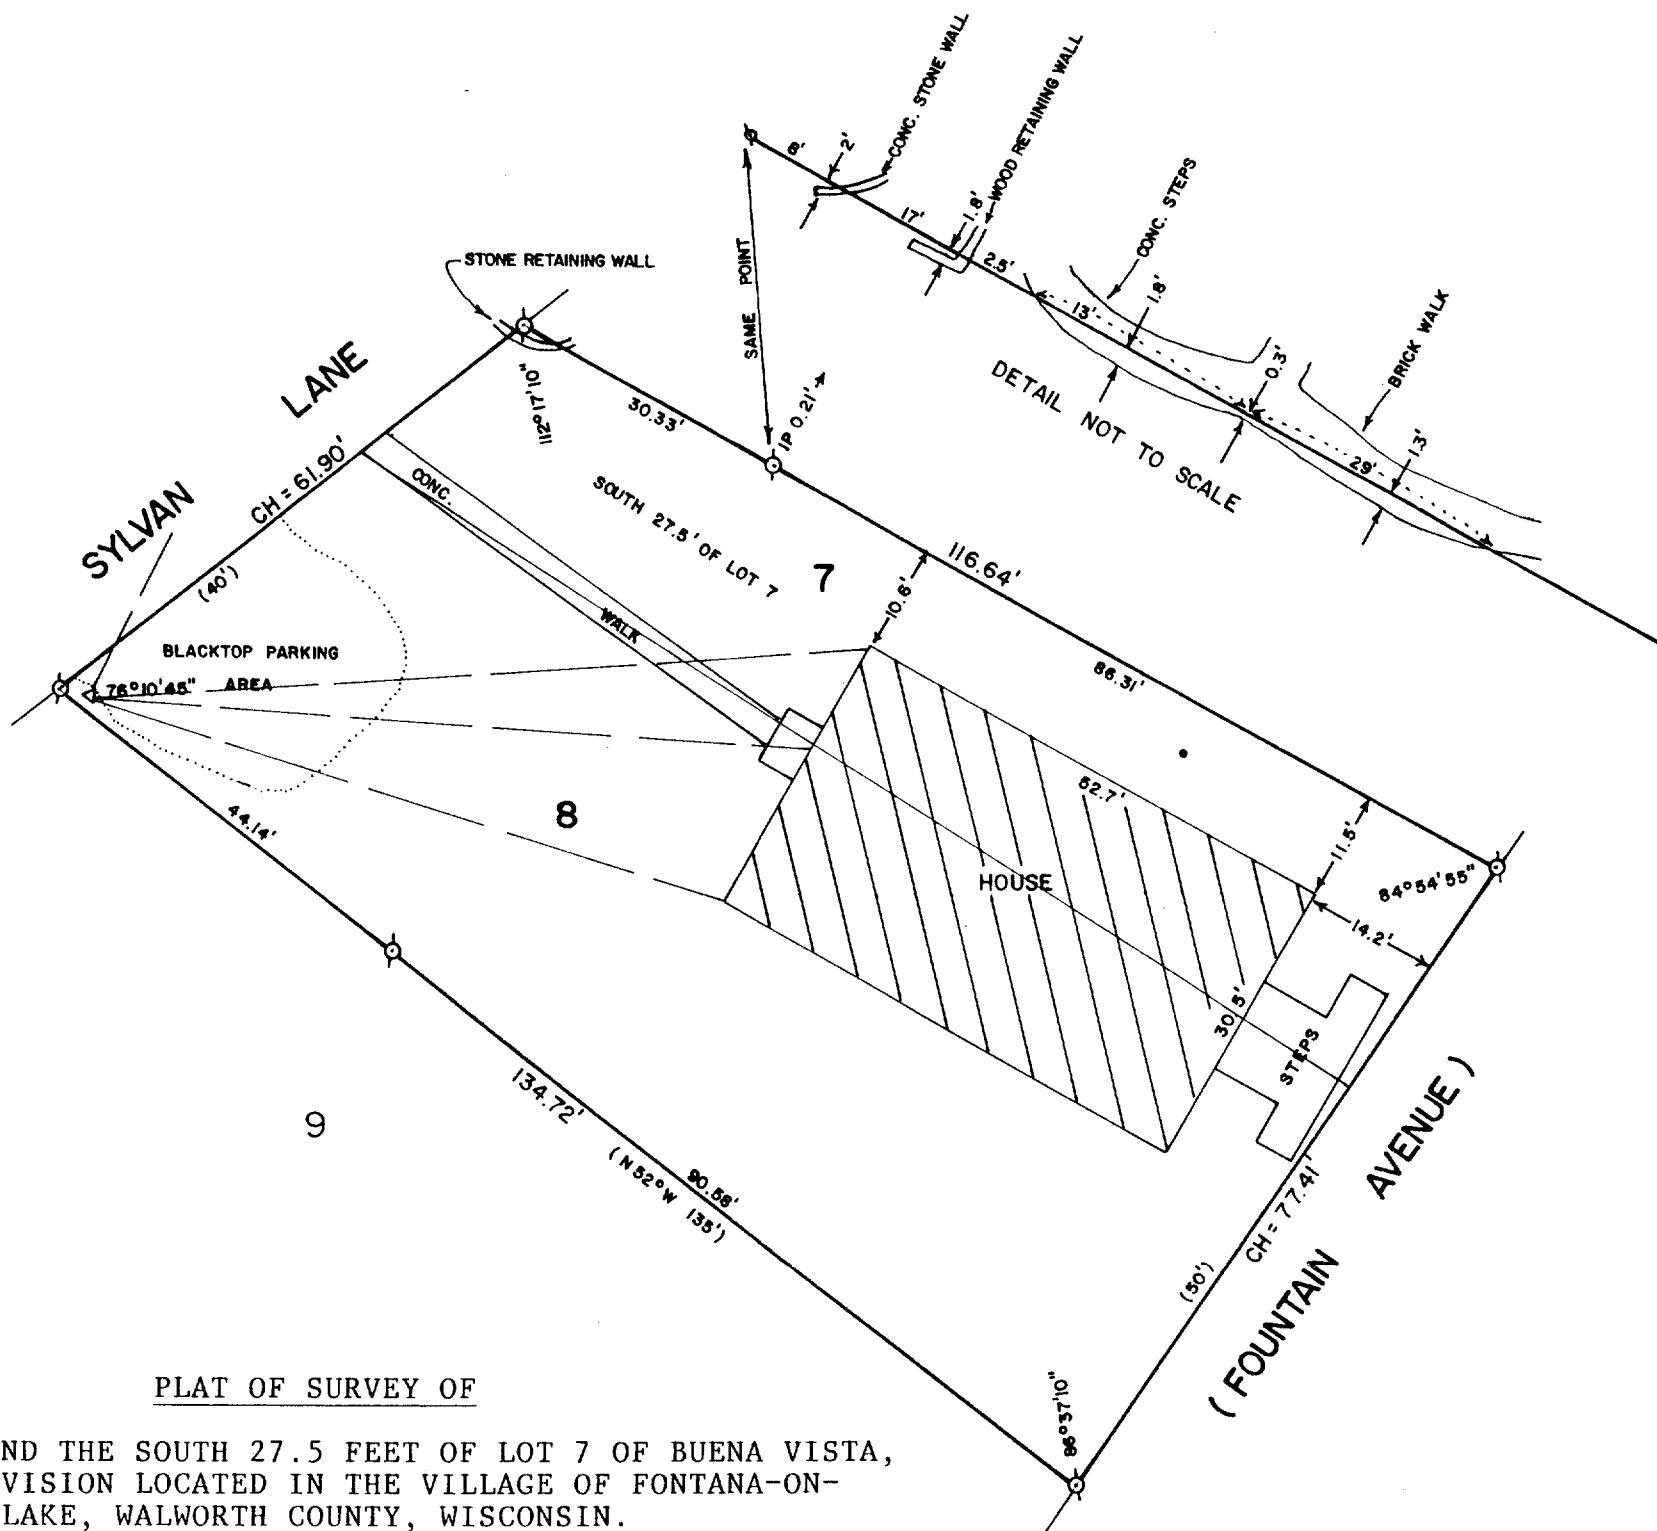 CONC. STONE WALL
WOOD RETAINING WALL
CONC. STEPS
BRICK WALK
8'
2'
17'
1.8'
2.5'
13'
1.8'
0.3'
29'
1.3'
DETAIL NOT TO SCALE
SAME POINT
STONE RETAINING WALL
SYLVAN LANE
CH = 61.90'
(40')
112°17'10"
30.33'
IP 0.21'
CONC.
WALK
SOUTH 27.5' OF LOT 7
7
116.64'
10.6'
86.31'
BLACKTOP PARKING
AREA
76°10'45"
8
44.14'
52.7'
HOUSE
11.5'
84°54'55"
14.2'
30.5'
STEPS
9
134.72'
90.58'
(N 52° W 135')
CH = 77.41'
(50')
(FOUNTAIN AVENUE)
86°37'10"
PLAT OF SURVEY OF
ND THE SOUTH 27.5 FEET OF LOT 7 OF BUENA VISTA,
VISION LOCATED IN THE VILLAGE OF FONTANA-ON-
LAKE, WALWORTH COUNTY, WISCONSIN.